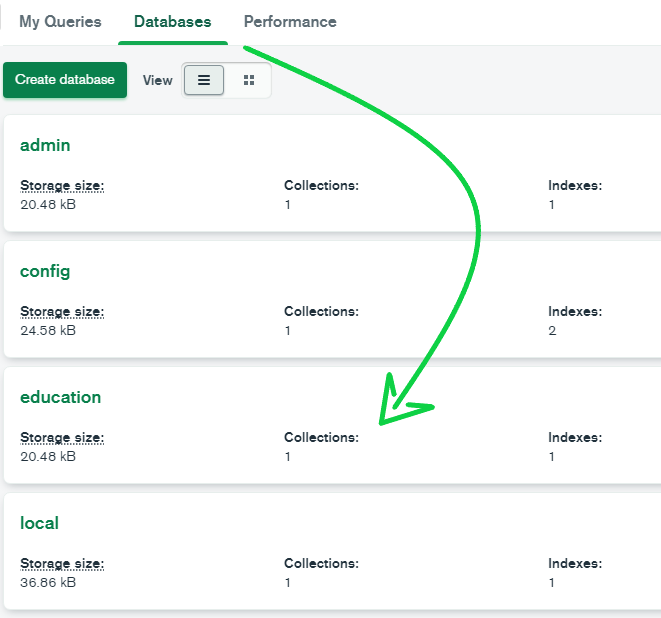 My Queries Databases Performance
Create database View
admin
Storage size: Collections: Indexes:
20.48 kB 1 1
config
Storage size: Collections: Indexes:
24.58 kB 1 2
education
Storage size: Collections: Indexes:
20.48 kB 1 1
local
Storage size: Collections: Indexes:
36.86 kB 1 1